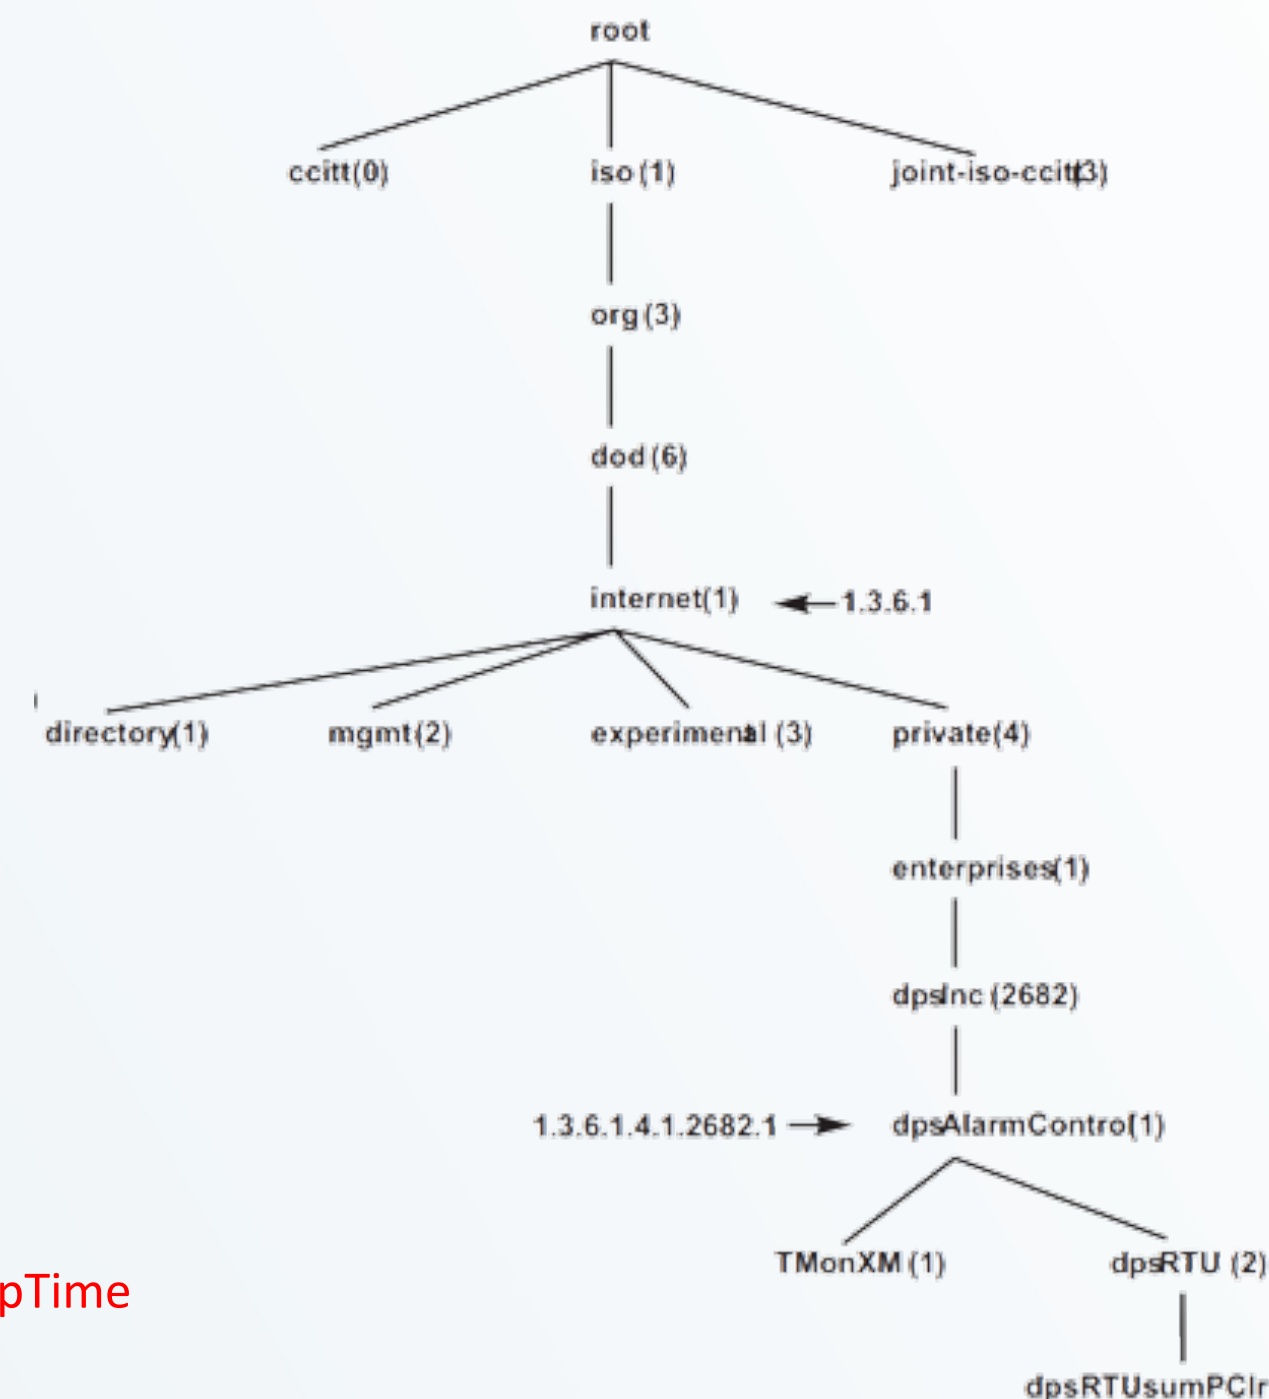 root
ccitt(0) iso (1) joint-iso-ccitt(3)
org (3)
dod (6)
internet(1) 1.3.6.1
directory(1) mgmt(2) experimental (3) private(4)
enterprises(1)
dpsInc (2682)
1.3.6.1.4.1.2682.1 dpsAlarmControl(1)
TMonXM (1) dpsRTU (2)
pTime
dpsRTUsumPClr